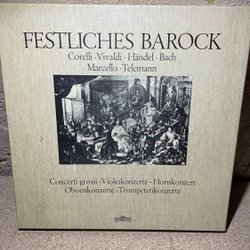 FESTLICHES BAROCK
Corelli · Vivaldi · Händel · Bach
Marcello · Telemann
Concerti grossi · Violinkonzerte · Hornkonzert
Oboenkonzerte · Trompetenkonzerte